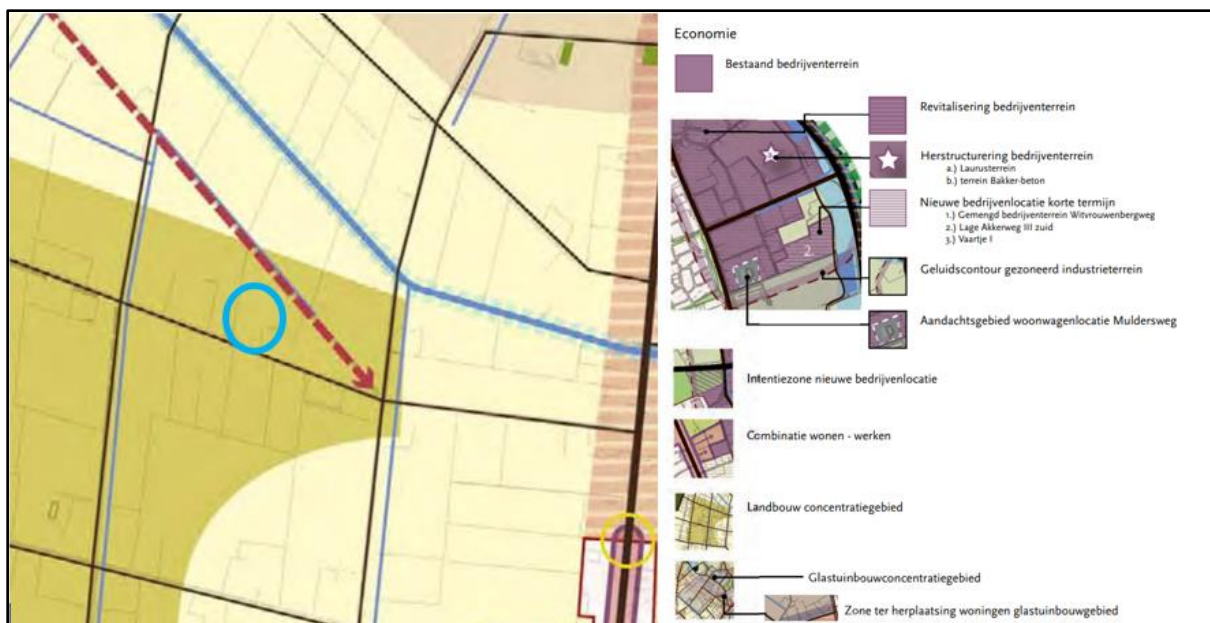 Economie
Bestaand bedrijventerrein
Revitalisering bedrijventerrein
Herstructurering bedrijventerrein
a.) Laurusterrein
b.) terrein Bakker-beton
Nieuwe bedrijvenlocatie korte termijn
1.) Gemengd bedrijventerrein Witvrouwenbergweg
2.) Lage Akkerweg III zuid
3.) Vaartje I
2.
Geluidscontour gezoneerd industrieterrein
Aandachtsgebied woonwagenlocatie Muldersweg
Intentiezone nieuwe bedrijvenlocatie
Combinatie wonen - werken
Landbouw concentratiegebied
Glastuinbouwconcentratiegebied
Zone ter herplaatsing woningen glastuinbouwgebied